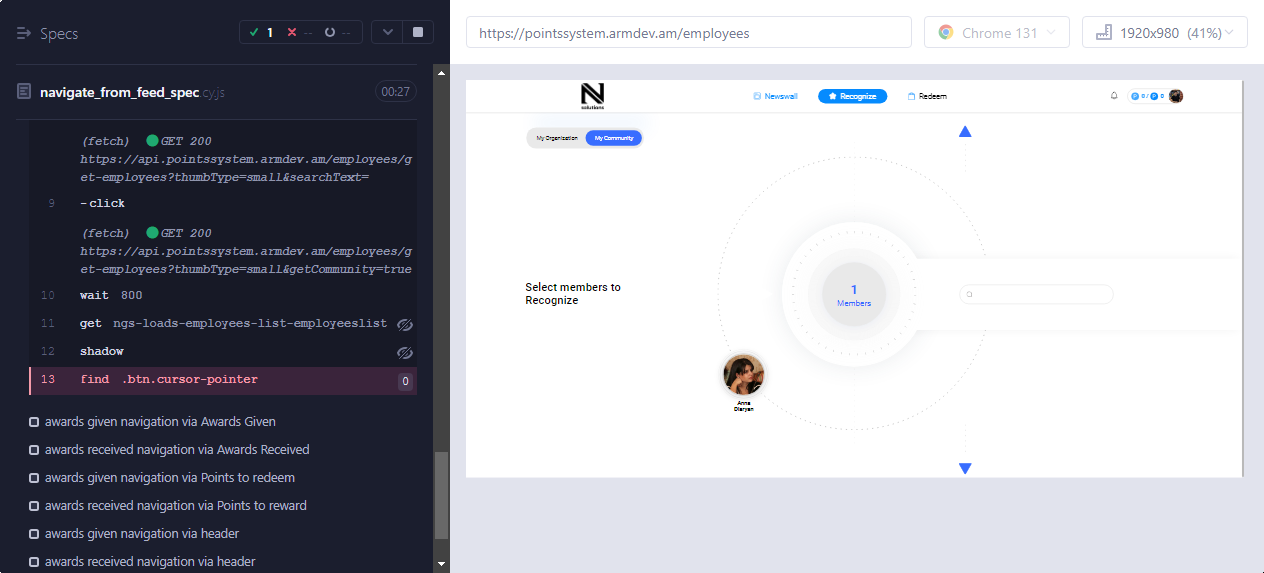 Specs
1
--
--
https://pointssystem.armdev.am/employees
Chrome 131
1920x980 (41%)
navigate_from_feed_spec.cy.js
00:27
(fetch) GET 200
https://api.pointssystem.armdev.am/employees/g
et-employees?thumbType=small&searchText=
9 -click
(fetch) GET 200
https://api.pointssystem.armdev.am/employees/g
et-employees?thumbType=small&getCommunity=true
10 wait 800
11 get ngs-loads-employees-list-employeeslist
12 shadow
13 find .btn.cursor-pointer 0
awards given navigation via Awards Given
awards received navigation via Awards Received
awards given navigation via Points to redeem
awards received navigation via Points to reward
awards given navigation via header
awards received navigation via header
N
solutions
Newswall
Recognize
Redeem
P 0 / P 0
My Organisation
My Community
Select members to
Recognize
1
Members
Anna
Dlaryan